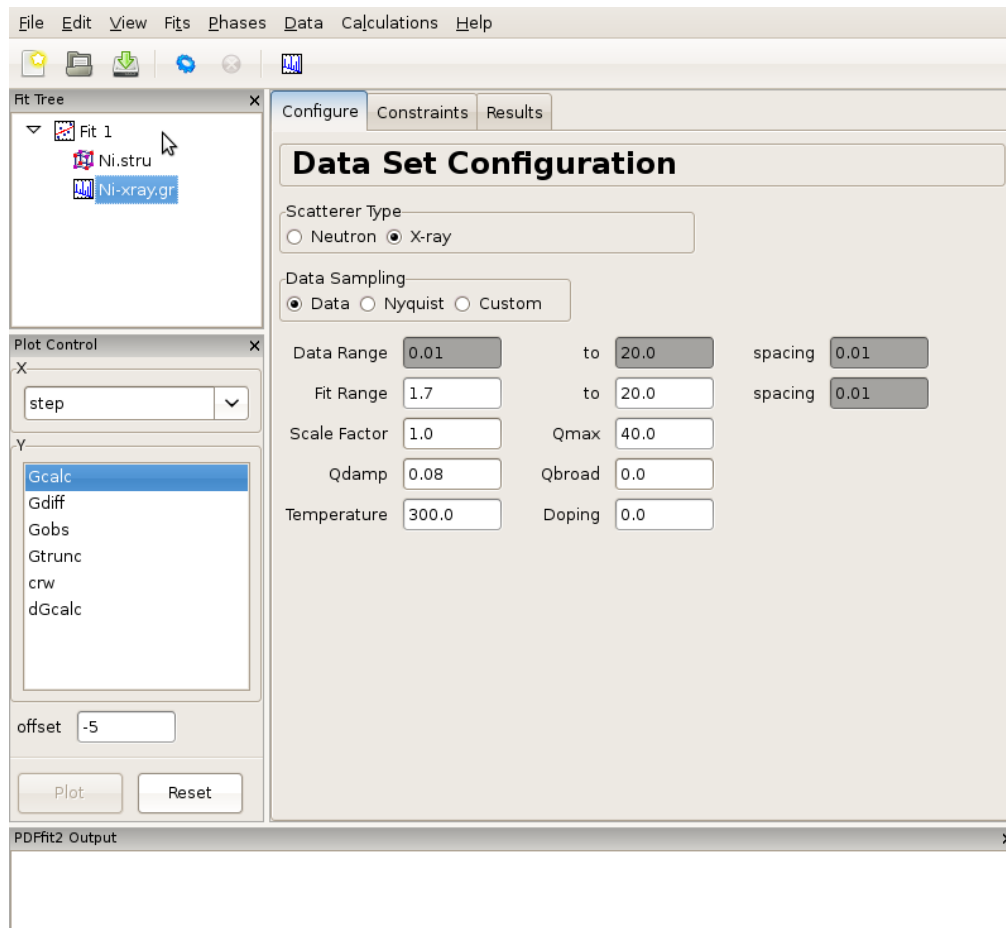 File Edit View Fits Phases Data Calculations Help
Fit Tree
Fit 1
Ni.stru
Ni-xray.gr
Plot Control
X
step
Y
Gcalc
Gdiff
Gobs
Gtrunc
crw
dGcalc
offset -5
Plot Reset
Configure Constraints Results
Data Set Configuration
Scatterer Type
Neutron X-ray
Data Sampling
Data Nyquist Custom
Data Range 0.01 to 20.0 spacing 0.01
Fit Range 1.7 to 20.0 spacing 0.01
Scale Factor 1.0 Qmax 40.0
Qdamp 0.08 Qbroad 0.0
Temperature 300.0 Doping 0.0
PDFfit2 Output